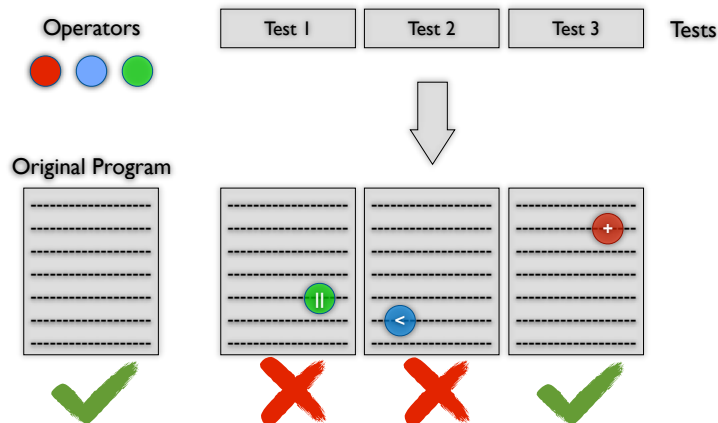 Operators
Test 1
Test 2
Test 3
Tests
Original Program
+
||
<